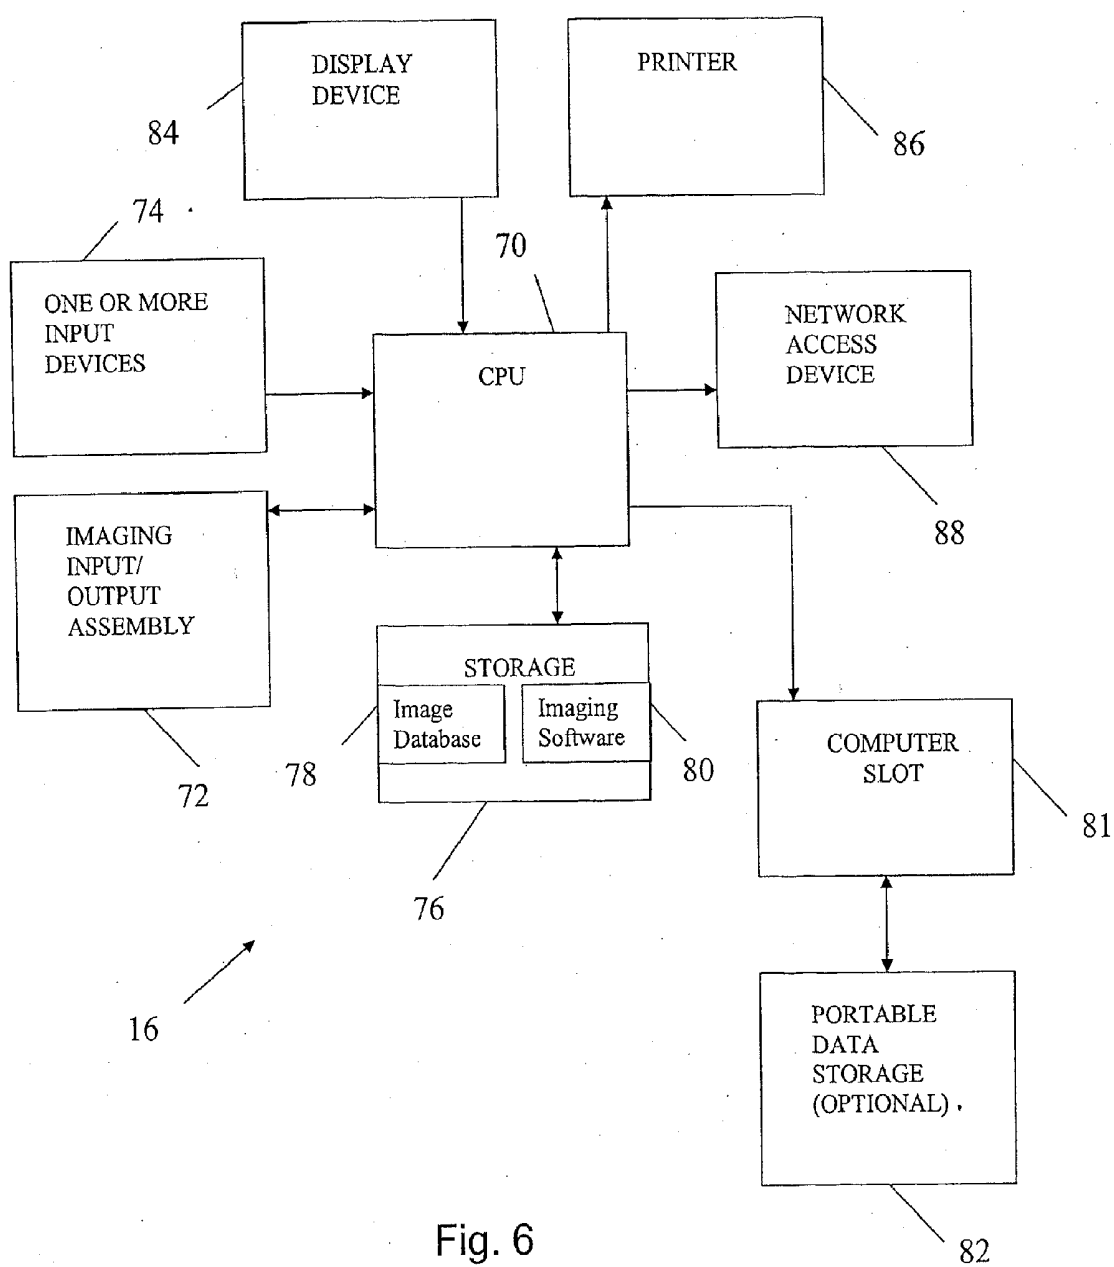 DISPLAY
DEVICE
84
PRINTER
86
74
ONE OR MORE
INPUT
DEVICES
70
CPU
NETWORK
ACCESS
DEVICE
88
IMAGING
INPUT/
OUTPUT
ASSEMBLY
72
STORAGE
Image
Database
Imaging
Software
78
80
76
COMPUTER
SLOT
81
16
PORTABLE
DATA
STORAGE
(OPTIONAL) .
82
Fig. 6